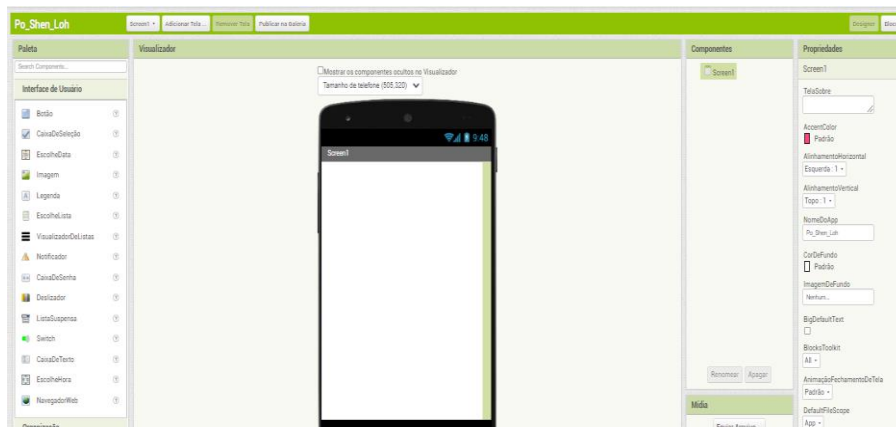 Po_Shen_Loh
Screen1
Adicionar Tela ...
Remover Tela
Publicar na Galeria
Designer
Paleta
Search Components...
Interface de Usuário
Botão
CaixaDeSeleção
EscolheData
Imagem
Legenda
EscolheLista
VisualizadorDeListas
Notificador
CaixaDeSenha
Deslizador
ListaSuspensa
Switch
CaixaDeTexto
EscolheHora
NavegadorWeb
Visualizador
Mostrar os componentes ocultos no Visualizador
Tamanho de telefone (505,320)
9:48
Screen1
Componentes
Screen1
Renomear Apagar
Mídia
Propriedades
Screen1
TelaSobre
AccentColor
Padrão
AlinhamentoHorizontal
Esquerda : 1
AlinhamentoVertical
Topo : 1
NomeDoApp
Po_Shen_Loh
CorDeFundo
Padrão
ImagemDeFundo
Nenhum...
BigDefaultText
BlocksToolkit
All
AnimaçãoFechamentoDeTela
Padrão
DefaultFileScope
App